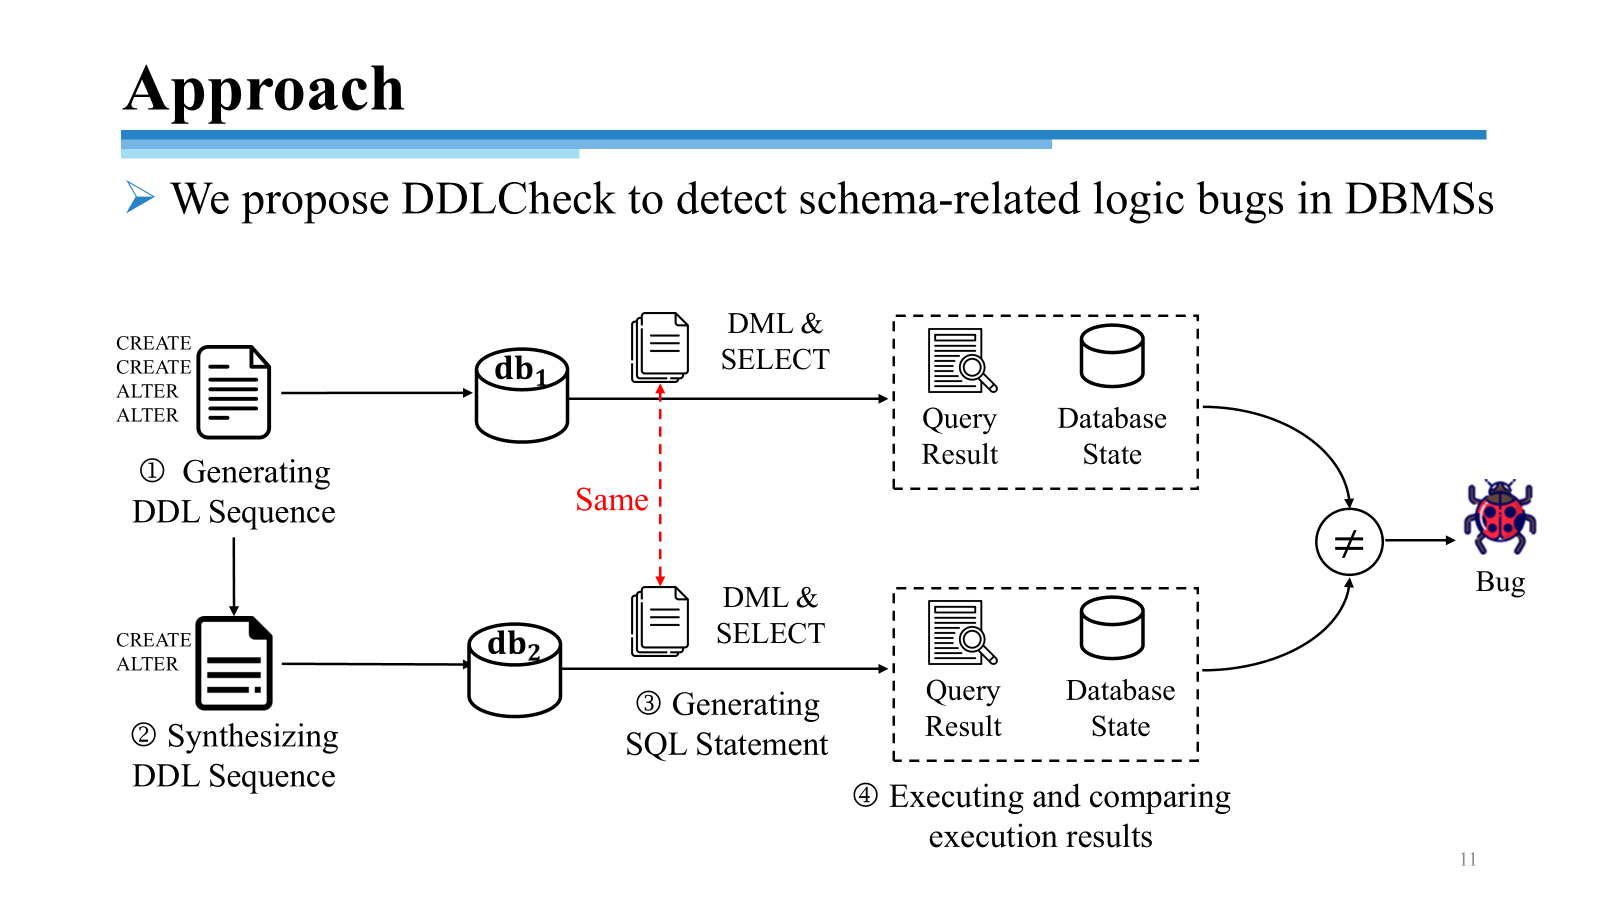 Approach
We propose DDLCheck to detect schema-related logic bugs in DBMSs
CREATE
CREATE
ALTER
ALTER
① Generating
DDL Sequence
db₁
DML &
SELECT
Query
Result
Database
State
Same
≠
Bug
CREATE
ALTER
② Synthesizing
DDL Sequence
db₂
DML &
SELECT
③ Generating
SQL Statement
Query
Result
Database
State
④ Executing and comparing
execution results
11